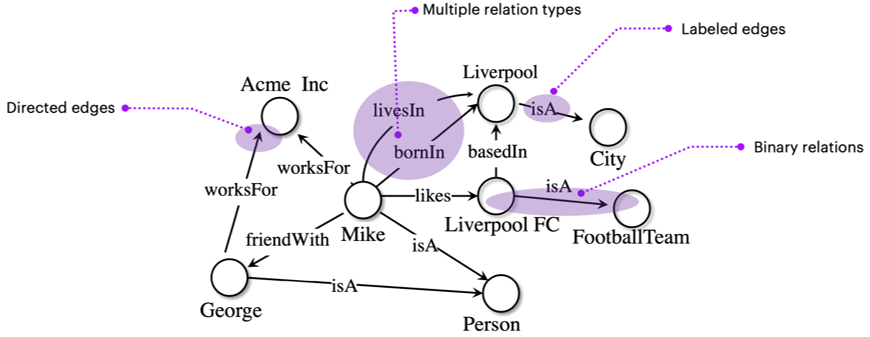 Multiple relation types
Labeled edges
Liverpool
Acme Inc
Directed edges
livesIn
isA
bornIn
basedIn
City
Binary relations
worksFor
worksFor
likes
isA
Liverpool FC
FootballTeam
Mike
friendWith
isA
isA
George
Person